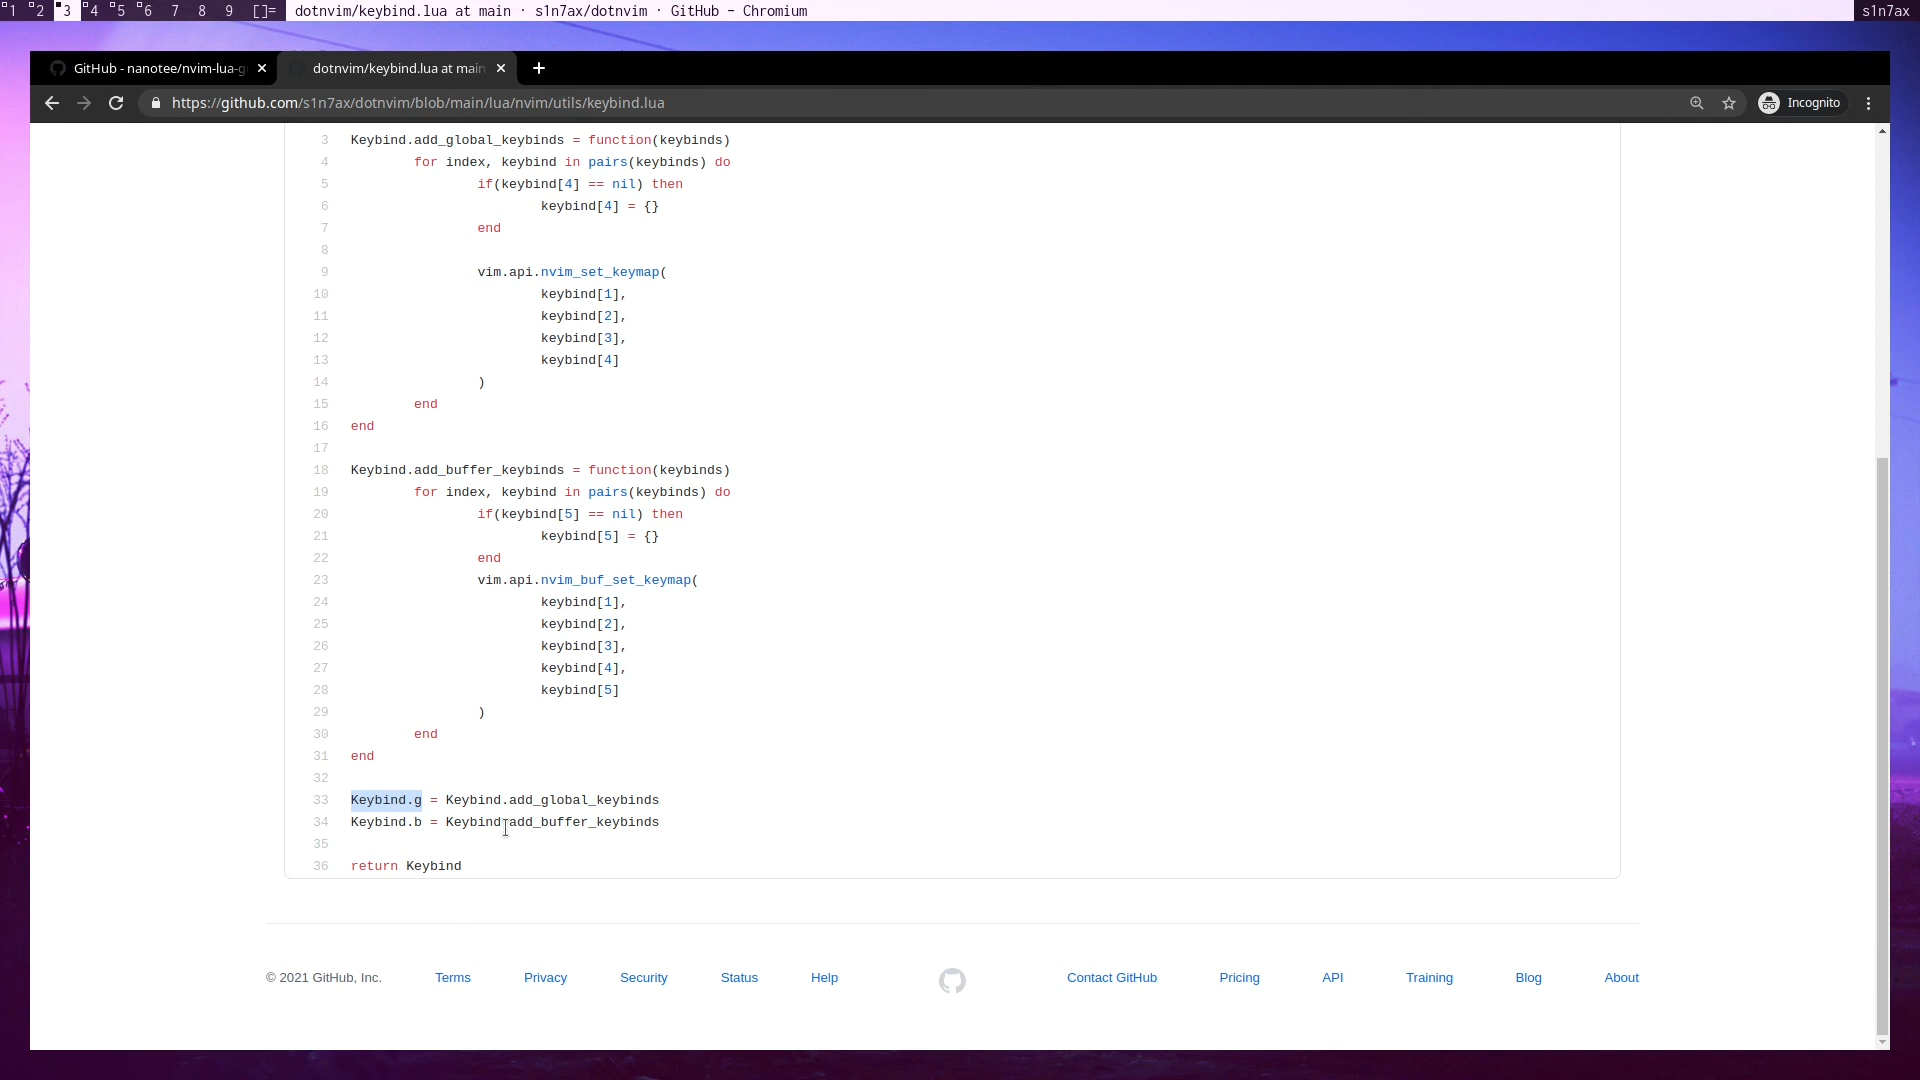 1 2 3 4 5 6 7 8 9 []= dotnvim/keybind.lua at main · s1n7ax/dotnvim · GitHub - Chromium s1n7ax
GitHub - nanotee/nvim-lua-g dotnvim/keybind.lua at main
https://github.com/s1n7ax/dotnvim/blob/main/lua/nvim/utils/keybind.lua Incognito
3 Keybind.add_global_keybinds = function(keybinds)
4 for index, keybind in pairs(keybinds) do
5 if(keybind[4] == nil) then
6 keybind[4] = {}
7 end
8
9 vim.api.nvim_set_keymap(
10 keybind[1],
11 keybind[2],
12 keybind[3],
13 keybind[4]
14 )
15 end
16 end
17
18 Keybind.add_buffer_keybinds = function(keybinds)
19 for index, keybind in pairs(keybinds) do
20 if(keybind[5] == nil) then
21 keybind[5] = {}
22 end
23 vim.api.nvim_buf_set_keymap(
24 keybind[1],
25 keybind[2],
26 keybind[3],
27 keybind[4],
28 keybind[5]
29 )
30 end
31 end
32
33 Keybind.g = Keybind.add_global_keybinds
34 Keybind.b = Keybind.add_buffer_keybinds
35
36 return Keybind
© 2021 GitHub, Inc. Terms Privacy Security Status Help Contact GitHub Pricing API Training Blog About